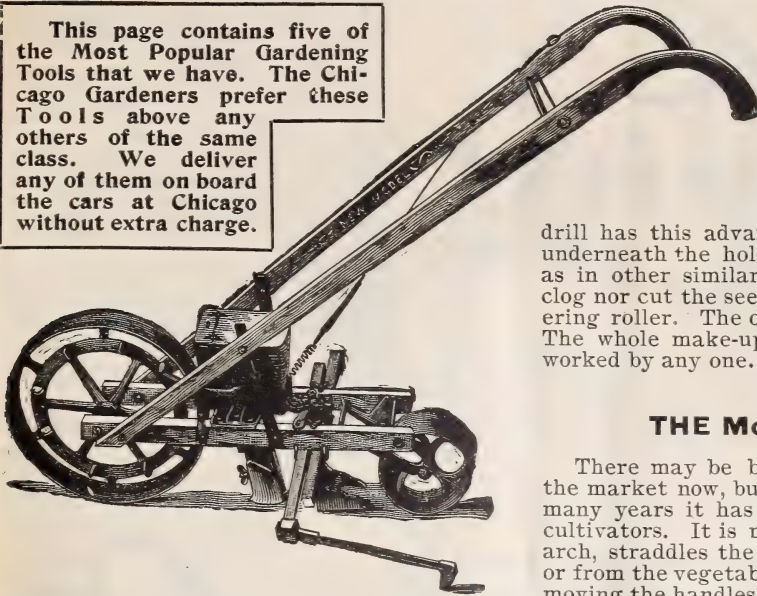 This page contains five of
the Most Popular Gardening
Tools that we have. The Chi-
cago Gardeners prefer these
Tools above any
others of the same
class. We deliver
any of them on board
the cars at Chicago
without extra charge.
NEW MODEL
drill has this adva
underneath the hol
as in other similar
clog nor cut the see
ering roller. The c
The whole make-up
worked by any one.
THE Mo
There may be b
the market now, bu
many years it has
cultivators. It is r
arch, straddles the
or from the vegetab
moving the handles